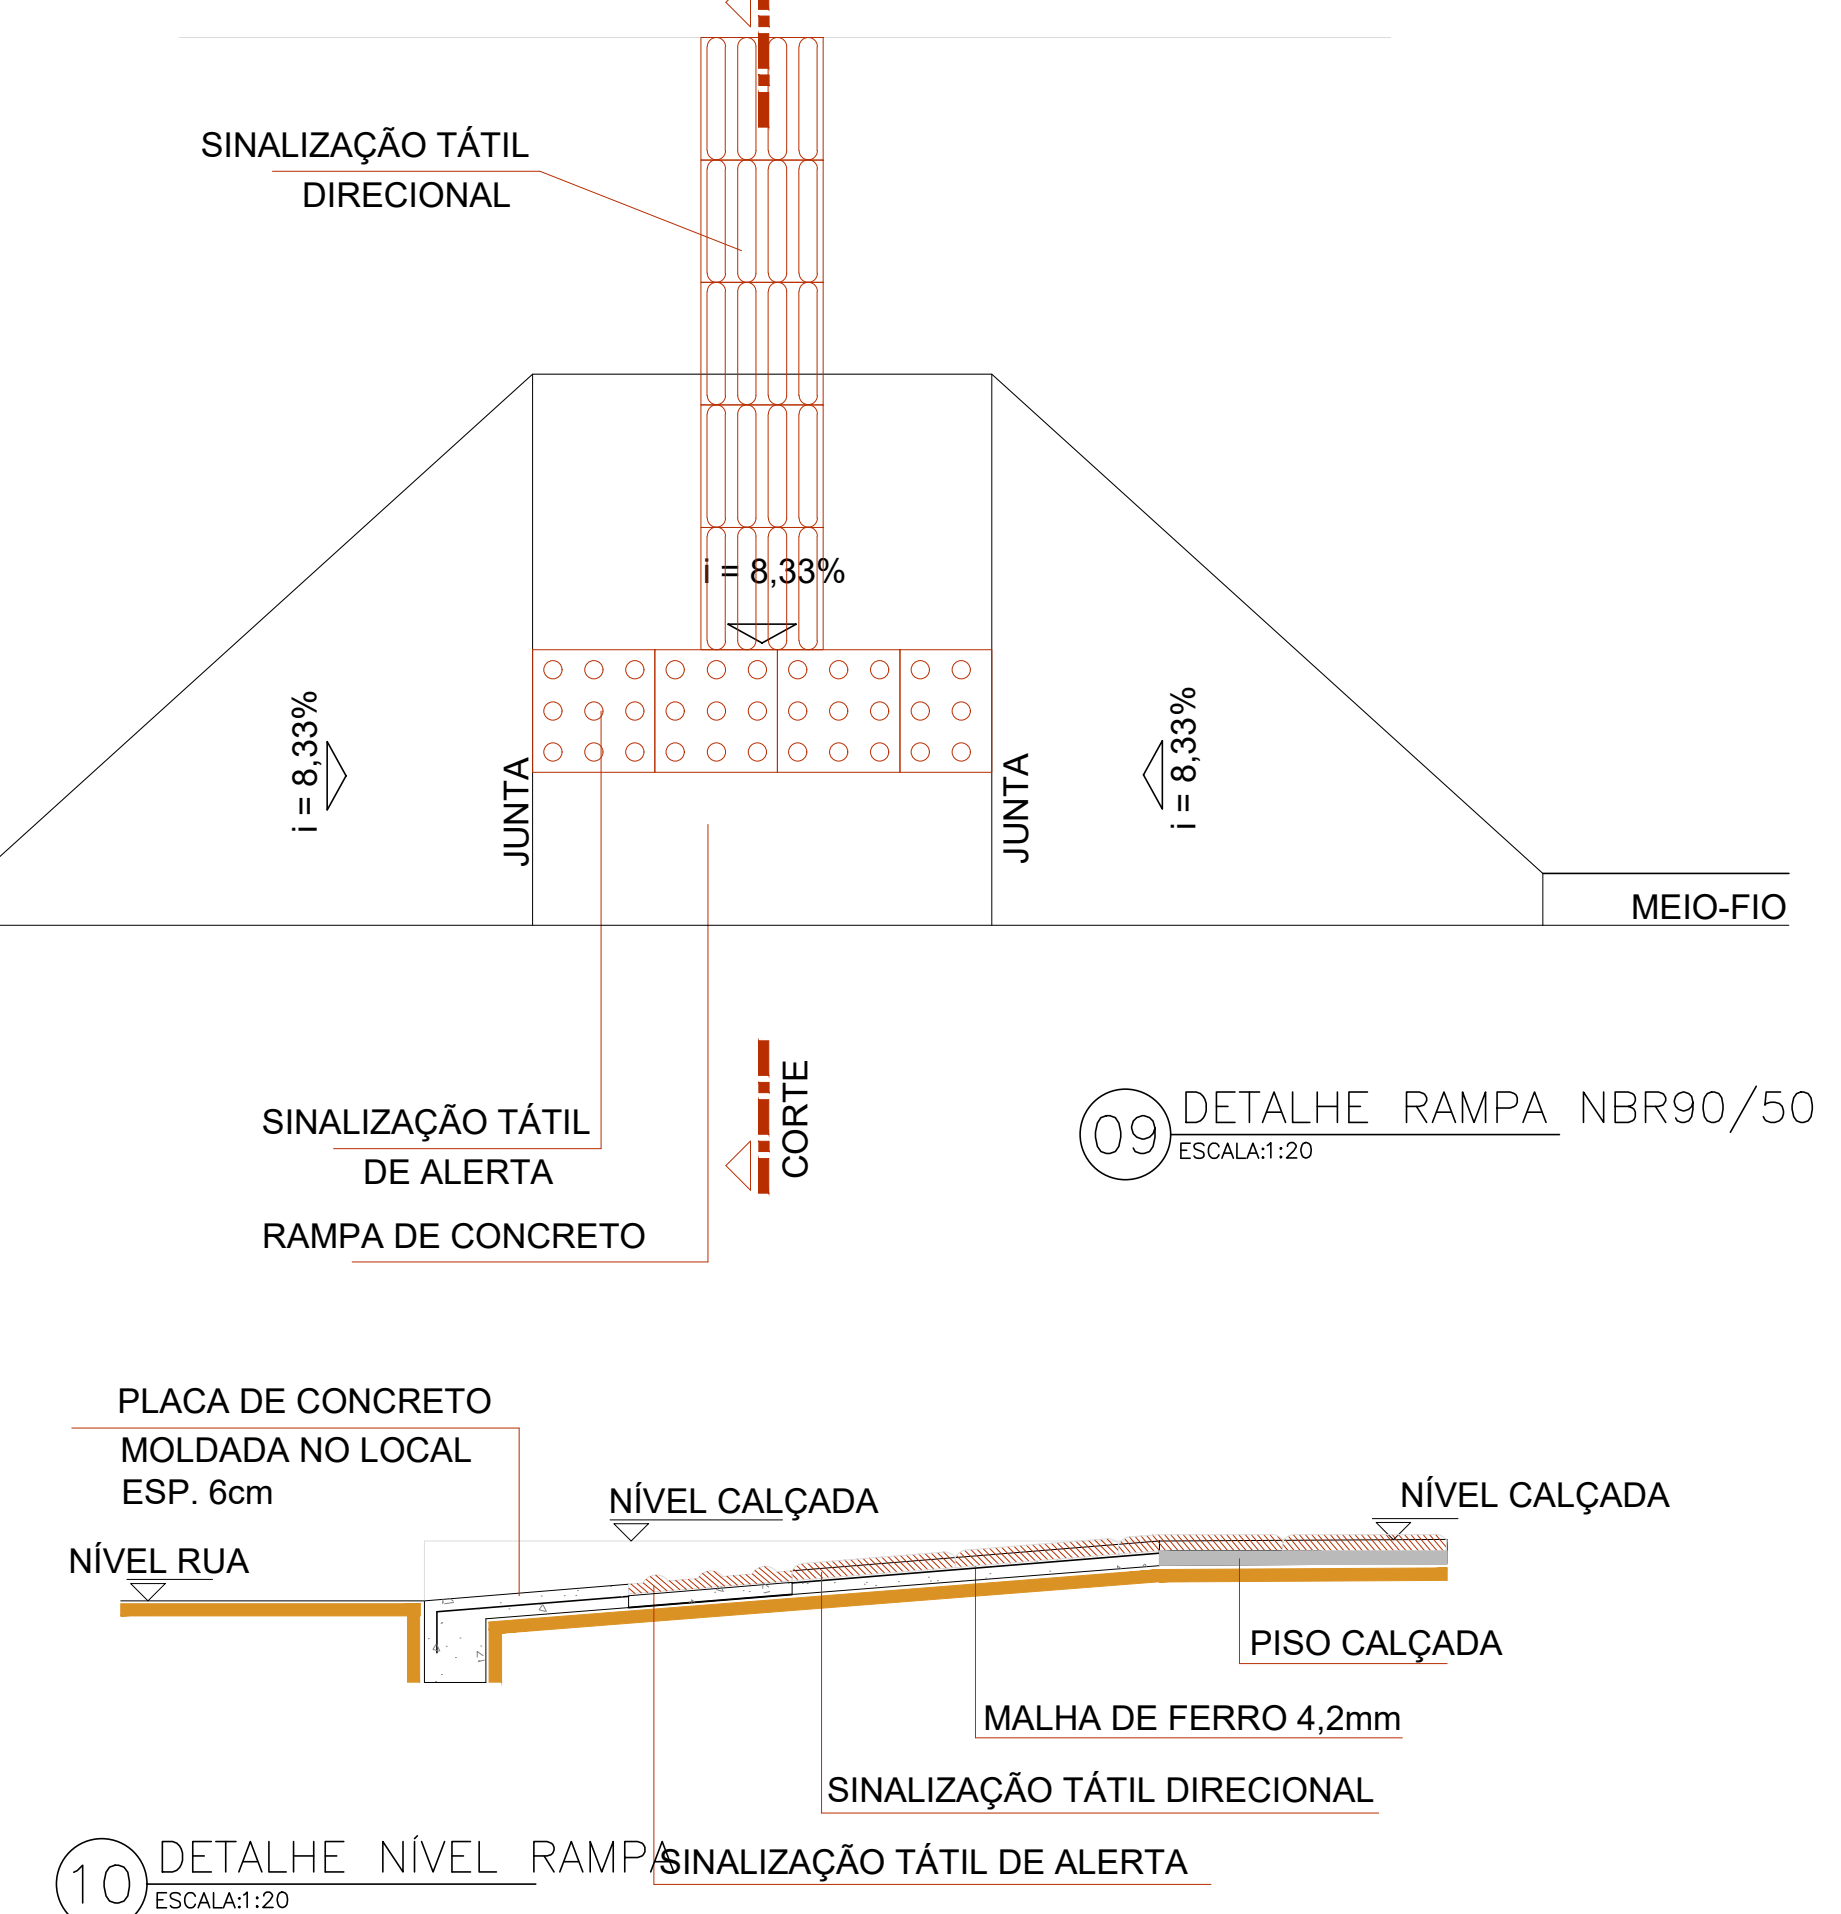 SINALIZAÇÃO TÁTIL
DIRECIONAL
i = 8,33%
i = 8,33%
i = 8,33%
JUNTA
JUNTA
MEIO-FIO
CORTE
SINALIZAÇÃO TÁTIL
DE ALERTA
RAMPA DE CONCRETO
09
DETALHE RAMPA NBR90/50
ESCALA:1:20
PLACA DE CONCRETO
MOLDADA NO LOCAL
ESP. 6cm
NÍVEL CALÇADA
NÍVEL CALÇADA
NÍVEL RUA
PISO CALÇADA
MALHA DE FERRO 4,2mm
SINALIZAÇÃO TÁTIL DIRECIONAL
SINALIZAÇÃO TÁTIL DE ALERTA
10
DETALHE NÍVEL RAMPA
ESCALA:1:20